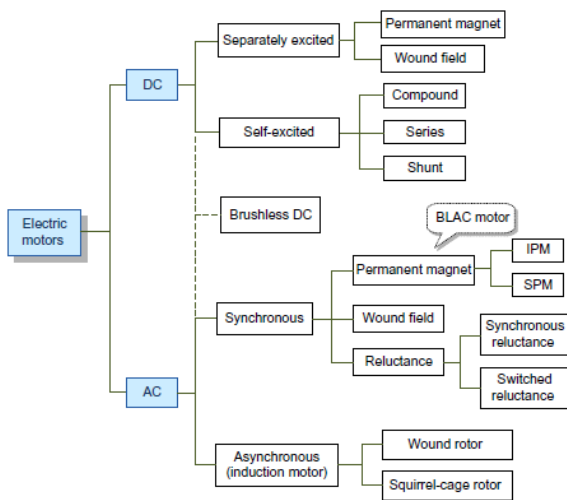 Electric
motors
DC
Separately excited
Permanent magnet
Wound field
Self-excited
Compound
Series
Shunt
Brushless DC
AC
Synchronous
BLAC motor
Permanent magnet
IPM
SPM
Wound field
Reluctance
Synchronous
reluctance
Switched
reluctance
Asynchronous
(induction motor)
Wound rotor
Squirrel-cage rotor